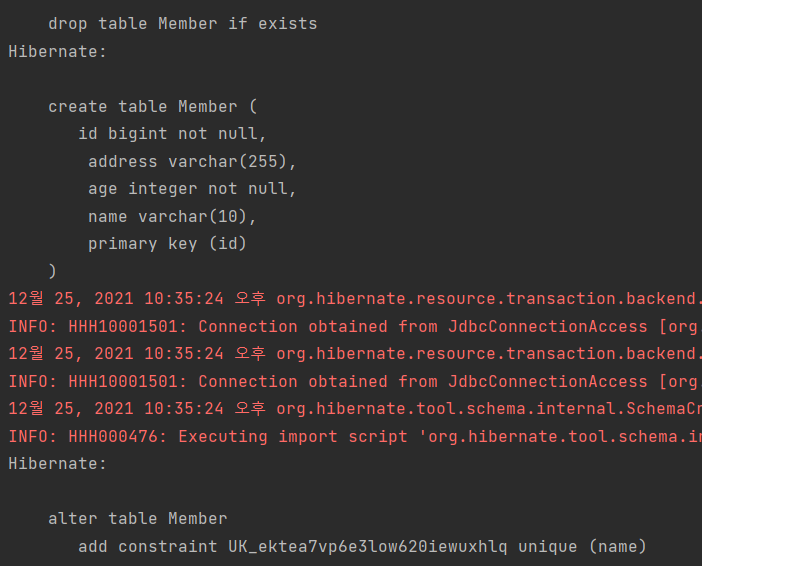 drop table Member if exists
Hibernate:
create table Member (
id bigint not null,
address varchar(255),
age integer not null,
name varchar(10),
primary key (id)
)
12월 25, 2021 10:35:24 오후 org.hibernate.resource.transaction.backend.
INFO: HHH10001501: Connection obtained from JdbcConnectionAccess [org.
12월 25, 2021 10:35:24 오후 org.hibernate.resource.transaction.backend.
INFO: HHH10001501: Connection obtained from JdbcConnectionAccess [org.
12월 25, 2021 10:35:24 오후 org.hibernate.tool.schema.internal.SchemaCr
INFO: HHH000476: Executing import script 'org.hibernate.tool.schema.in
Hibernate:
alter table Member
add constraint UK_ektea7vp6e3low620iewuxhlq unique (name)